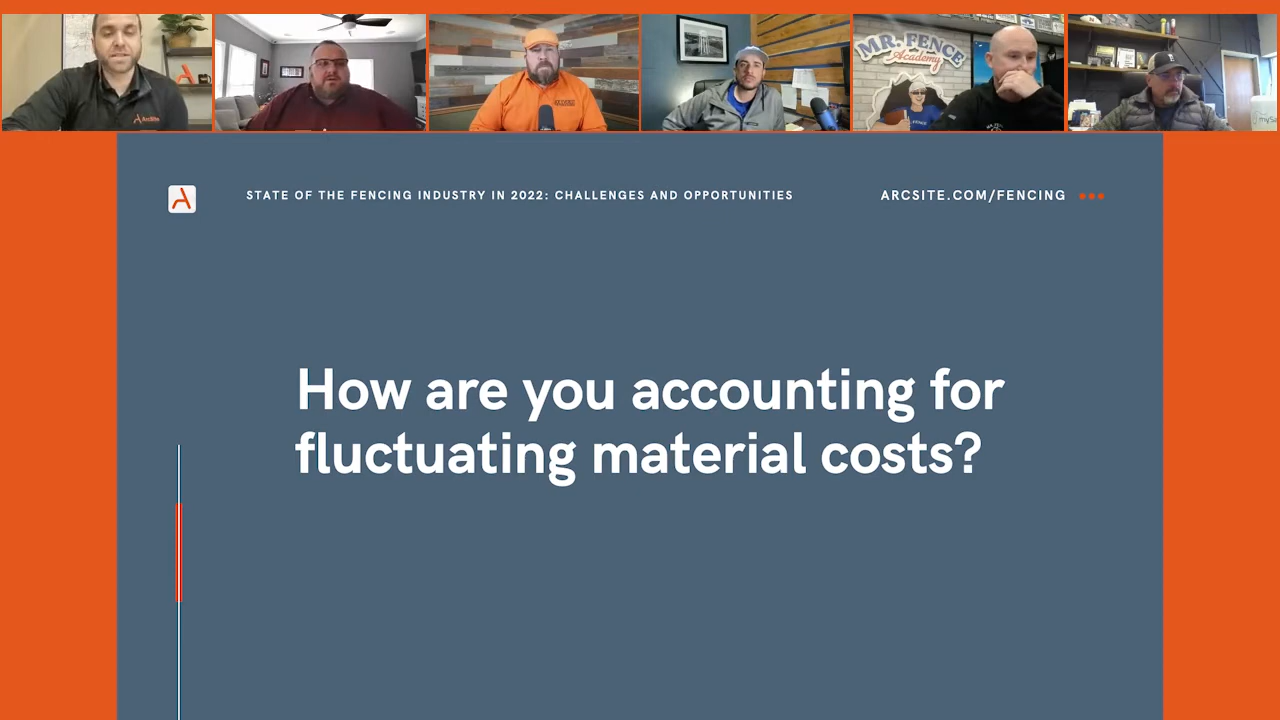 ArcSite
MR. FENCE
Academy
STATE OF THE FENCING INDUSTRY IN 2022: CHALLENGES AND OPPORTUNITIES
ARCSITE.COM/FENCING
How are you accounting for
fluctuating material costs?